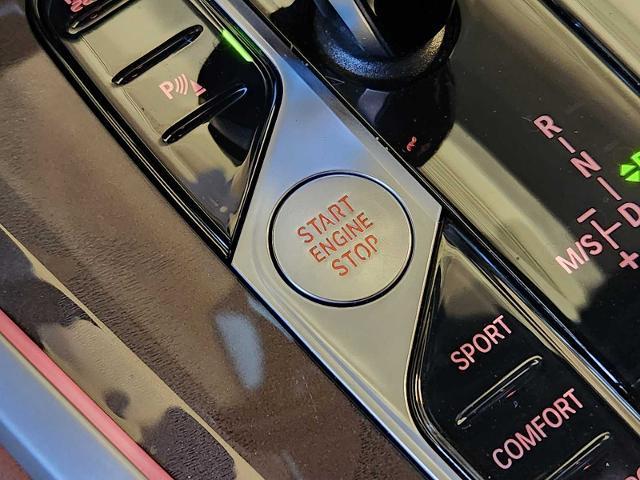 P
START
ENGINE
STOP
R
N
D
M/S
+
SPORT
COMFORT